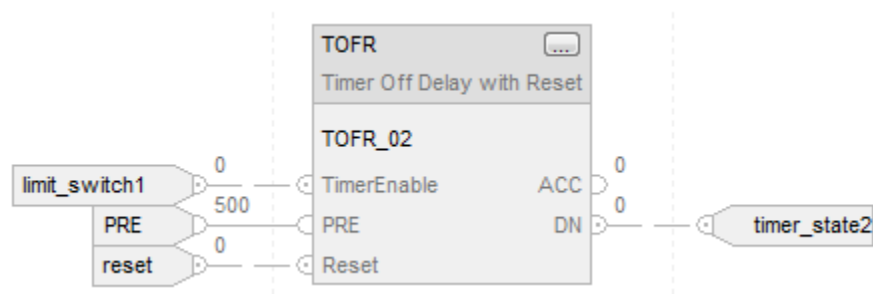 TOFR
...
Timer Off Delay with Reset
TOFR_02
limit_switch1
0
TimerEnable
ACC
0
PRE
500
PRE
DN
0
timer_state2
reset
0
Reset